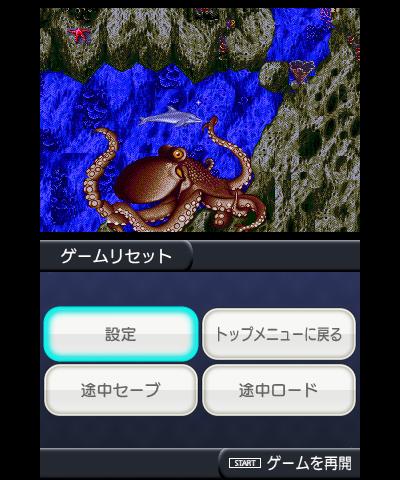 ゲームリセット
設定
トップメニューに戻る
途中セーブ
途中ロード
START ゲームを再開